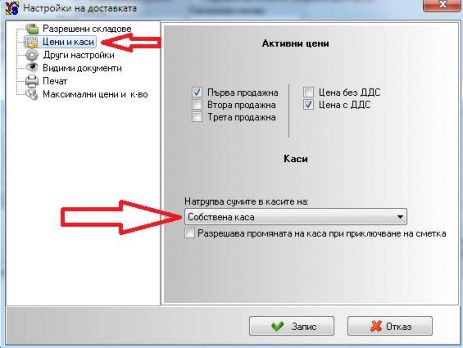 Настройки на доставката
Разрешени складове
Цени и каси
Други настройки
Видими документи
Печат
Максимални цени и к-во
Активни цени
Първа продажна
Цена без ДДС
Втора продажна
Цена с ДДС
Трета продажна
Каси
Натрупва сумите в касите на:
Собствена каса
Разрешава промяната на каса при приключване на сметка
Запис
Отказ